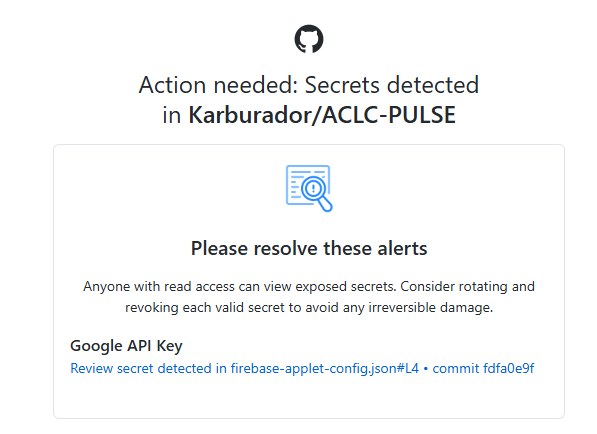 Action needed: Secrets detected
in Karburador/ACLC-PULSE
Please resolve these alerts
Anyone with read access can view exposed secrets. Consider rotating and
revoking each valid secret to avoid any irreversible damage.
Google API Key
Review secret detected in firebase-applet-config.json#L4 • commit fdfa0e9f